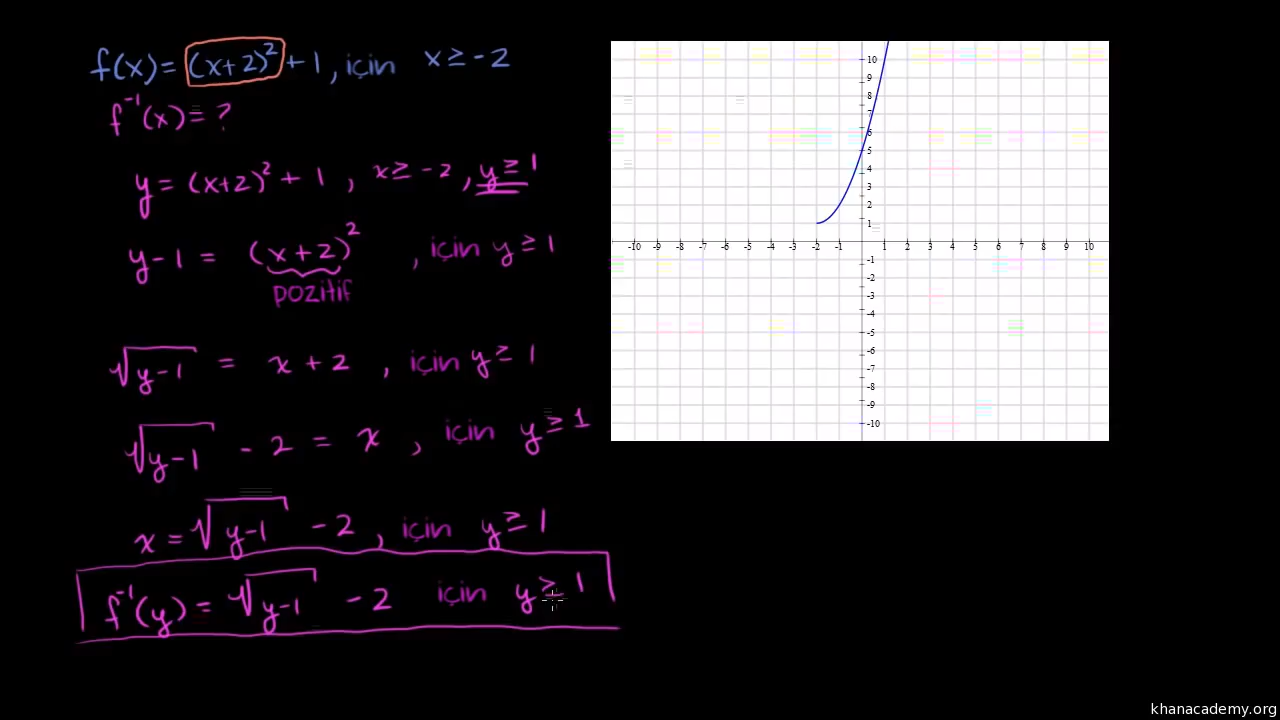 f(x) = (x+2)² + 1 , için x ≥ -2
f⁻¹(x) = ?
y = (x+2)² + 1 , x ≥ -2 , y ≥ 1
y - 1 = (x+2)² , için y ≥ 1
pozitif
√(y-1) = x + 2 , için y ≥ 1
√(y-1) - 2 = x , için y ≥ 1
x = √(y-1) - 2 , için y ≥ 1
f⁻¹(y) = √(y-1) - 2 için y ≥ 1
10
9
8
7
6
5
4
3
2
1
-10 -9 -8 -7 -6 -5 -4 -3 -2 -1 1 2 3 4 5 6 7 8 9 10
-1
-2
-3
-4
-5
-6
-7
-8
-9
-10
khanacademy.org